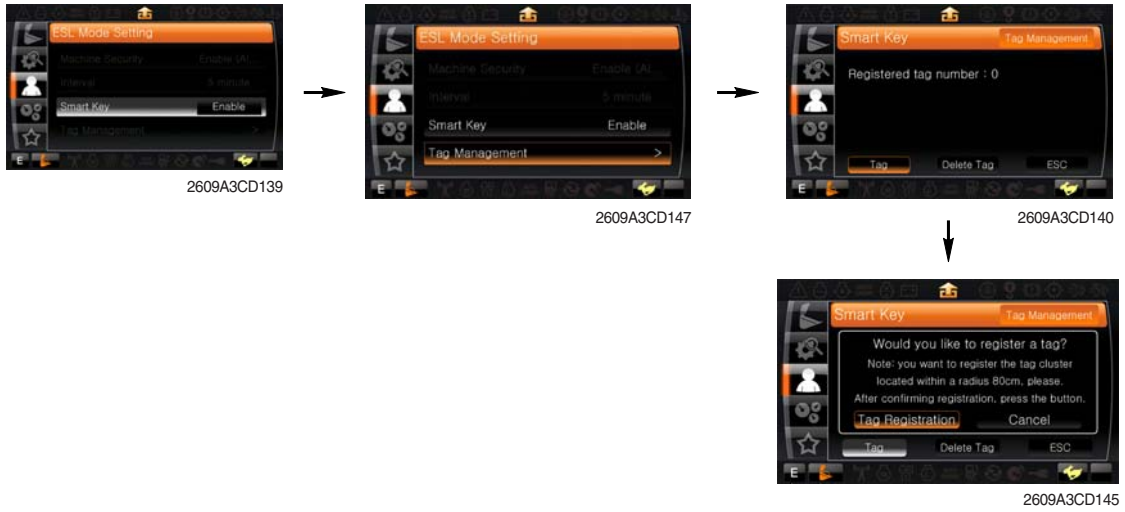 ESL Mode Setting
Machine Security Enable (Al...
Interval 5 minute
Smart Key Enable
Tag Management >
E
2609A3CD139
ESL Mode Setting
Machine Security Enable (Al...
Interval 5 minute
Smart Key Enable
Tag Management >
E
2609A3CD147
Smart Key Tag Management
Registered tag number : 0
Tag Delete Tag ESC
E
2609A3CD140
Smart Key Tag Management
Would you like to register a tag?
Note: you want to register the tag cluster
located within a radius 80cm, please.
After confirming registration, press the button.
Tag Registration Cancel
Tag Delete Tag ESC
E
2609A3CD145